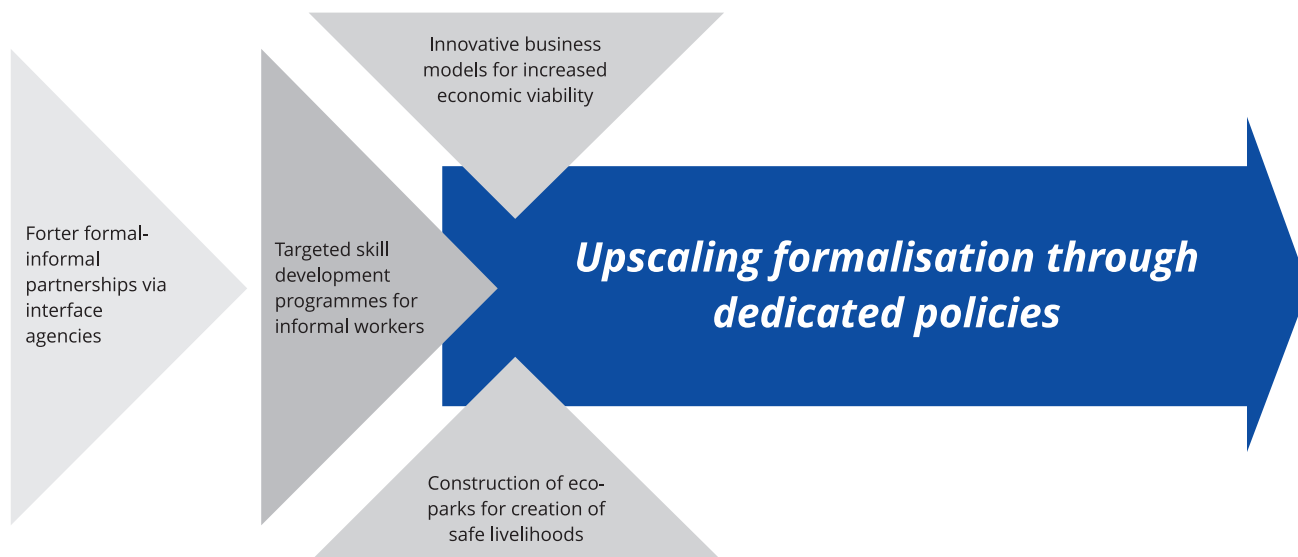 Innovative business
models for increased
economic viability
Forter formal-
informal
partnerships via
interface
agencies
Targeted skill
development
programmes for
informal workers
Upscaling formalisation through
dedicated policies
Construction of eco-
parks for creation of
safe livelihoods